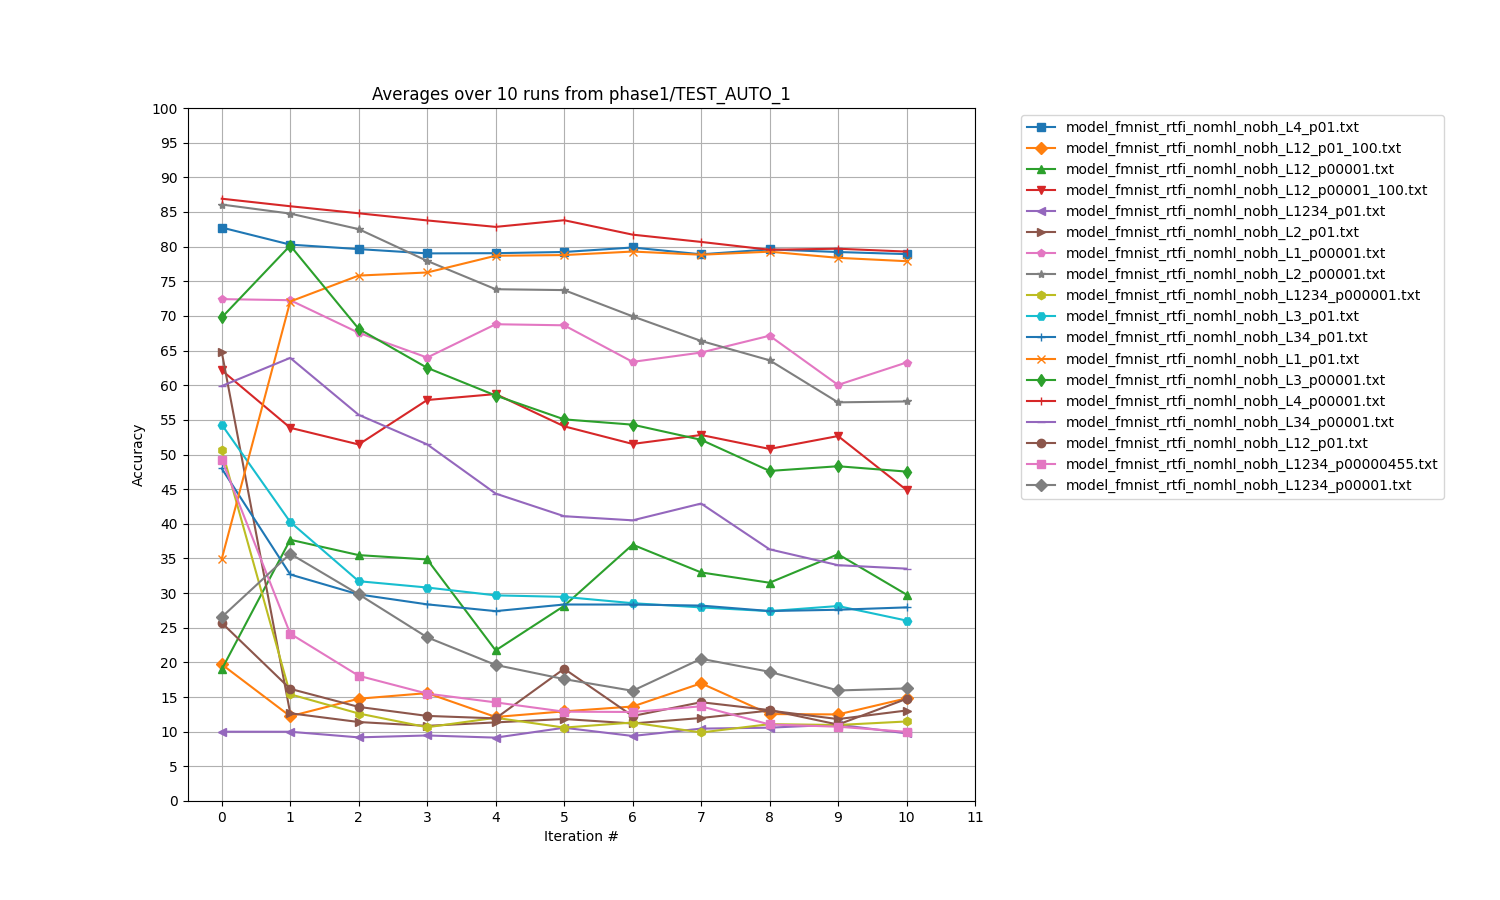 Averages over 10 runs from phase1/TEST_AUTO_1
100
95
90
85
80
75
70
65
60
55
50
45
40
35
30
25
20
15
10
5
0
Accuracy
0 1 2 3 4 5 6 7 8 9 10 11
Iteration #
model_fmnist_rtfi_nomhl_nobh_L4_p01.txt
model_fmnist_rtfi_nomhl_nobh_L12_p01_100.txt
model_fmnist_rtfi_nomhl_nobh_L12_p00001.txt
model_fmnist_rtfi_nomhl_nobh_L12_p00001_100.txt
model_fmnist_rtfi_nomhl_nobh_L1234_p01.txt
model_fmnist_rtfi_nomhl_nobh_L2_p01.txt
model_fmnist_rtfi_nomhl_nobh_L1_p00001.txt
model_fmnist_rtfi_nomhl_nobh_L2_p00001.txt
model_fmnist_rtfi_nomhl_nobh_L1234_p000001.txt
model_fmnist_rtfi_nomhl_nobh_L3_p01.txt
model_fmnist_rtfi_nomhl_nobh_L34_p01.txt
model_fmnist_rtfi_nomhl_nobh_L1_p01.txt
model_fmnist_rtfi_nomhl_nobh_L3_p00001.txt
model_fmnist_rtfi_nomhl_nobh_L4_p00001.txt
model_fmnist_rtfi_nomhl_nobh_L34_p00001.txt
model_fmnist_rtfi_nomhl_nobh_L12_p01.txt
model_fmnist_rtfi_nomhl_nobh_L1234_p00000455.txt
model_fmnist_rtfi_nomhl_nobh_L1234_p00001.txt